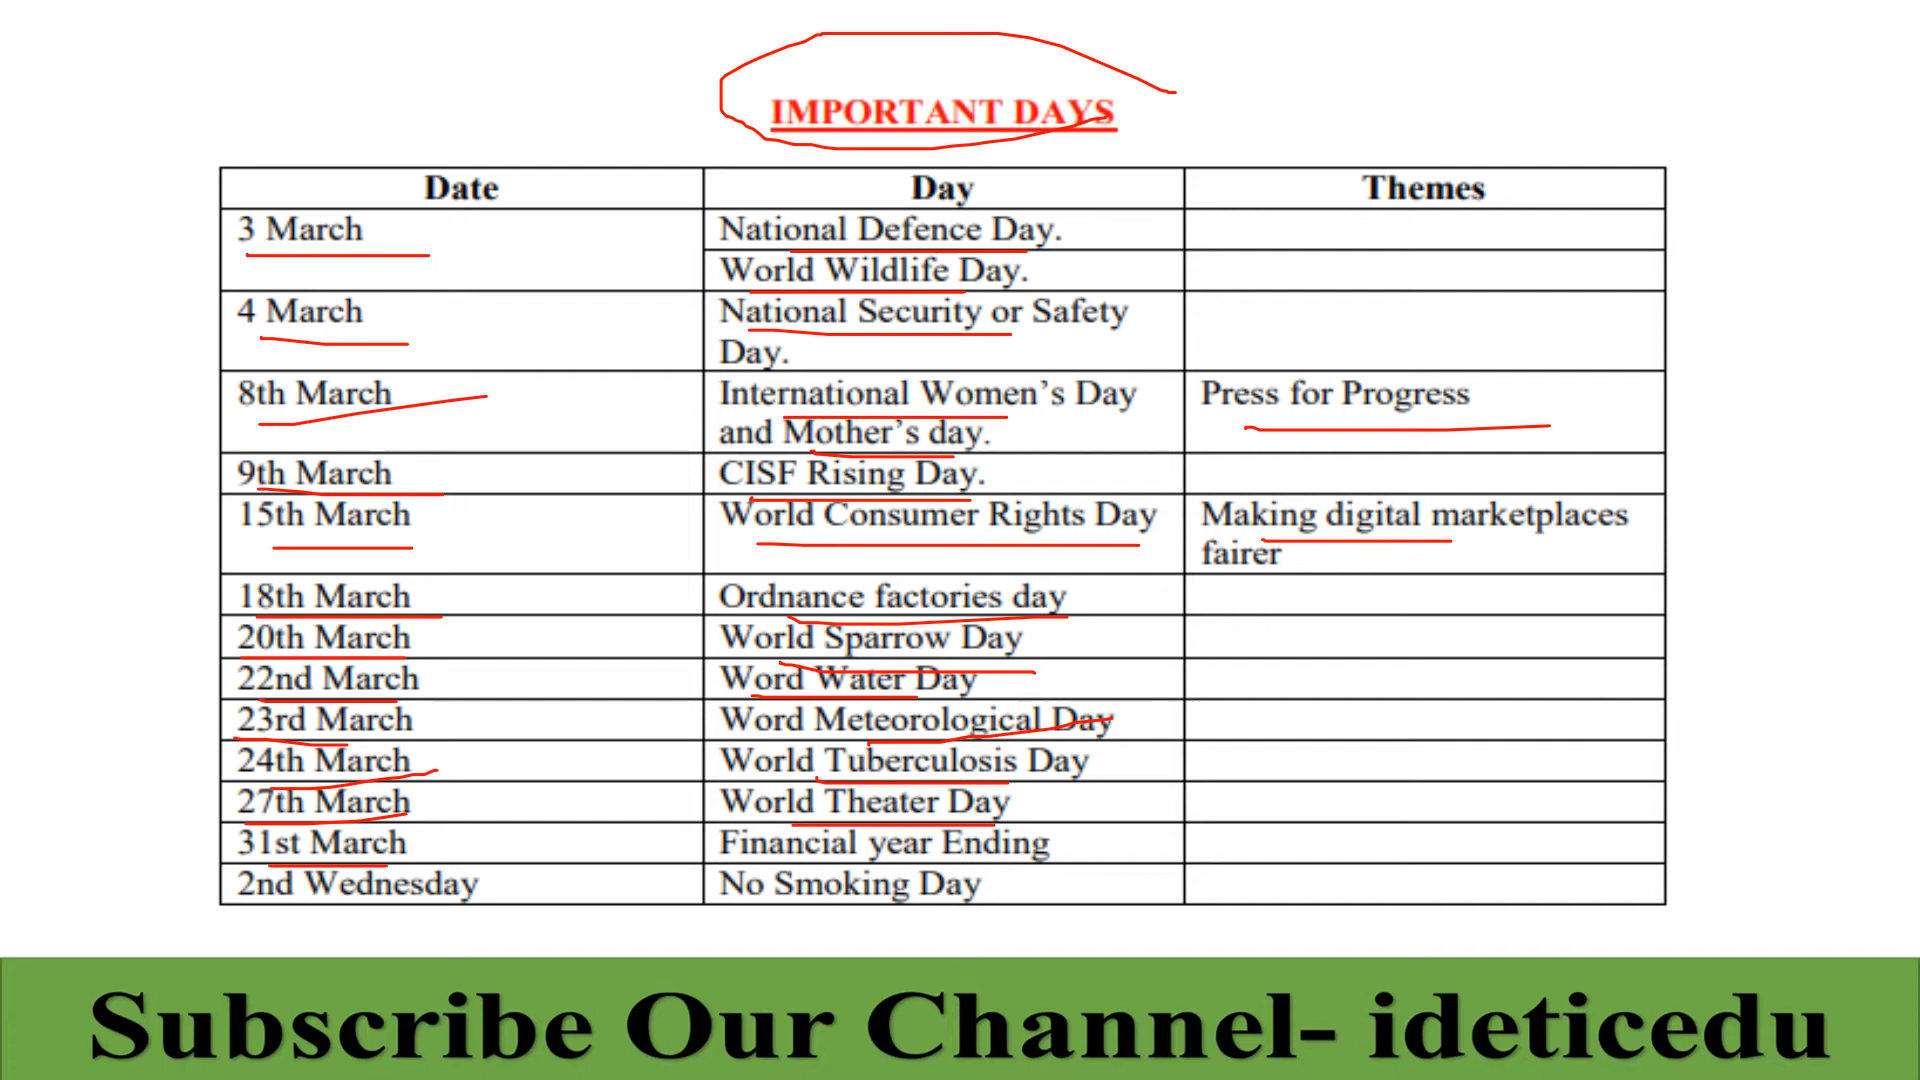 IMPORTANT DAYS
Date Day Themes
3 March National Defence Day.
World Wildlife Day.
4 March National Security or Safety
Day.
8th March International Women's Day Press for Progress
and Mother's day.
9th March CISF Rising Day.
15th March World Consumer Rights Day Making digital marketplaces
fairer
18th March Ordnance factories day
20th March World Sparrow Day
22nd March Word Water Day
23rd March Word Meteorological Day
24th March World Tuberculosis Day
27th March World Theater Day
31st March Financial year Ending
2nd Wednesday No Smoking Day
Subscribe Our Channel- ideticedu